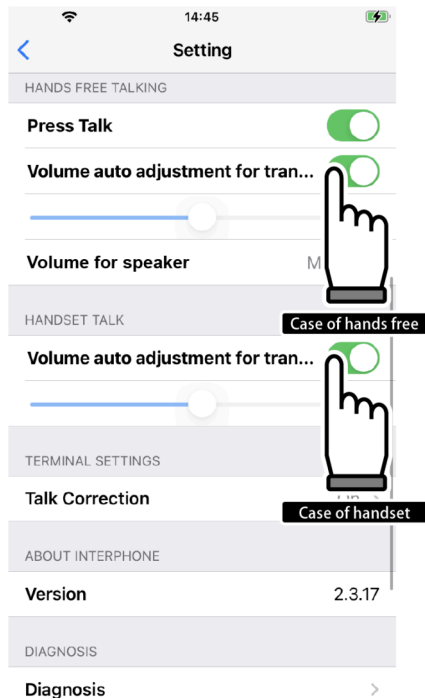 14:45
Setting
HANDS FREE TALKING
Press Talk
Volume auto adjustment for tran...
Volume for speaker
Case of hands free
HANDSET TALK
Volume auto adjustment for tran...
TERMINAL SETTINGS
Talk Correction
Case of handset
ABOUT INTERPHONE
Version 2.3.17
DIAGNOSIS
Diagnosis